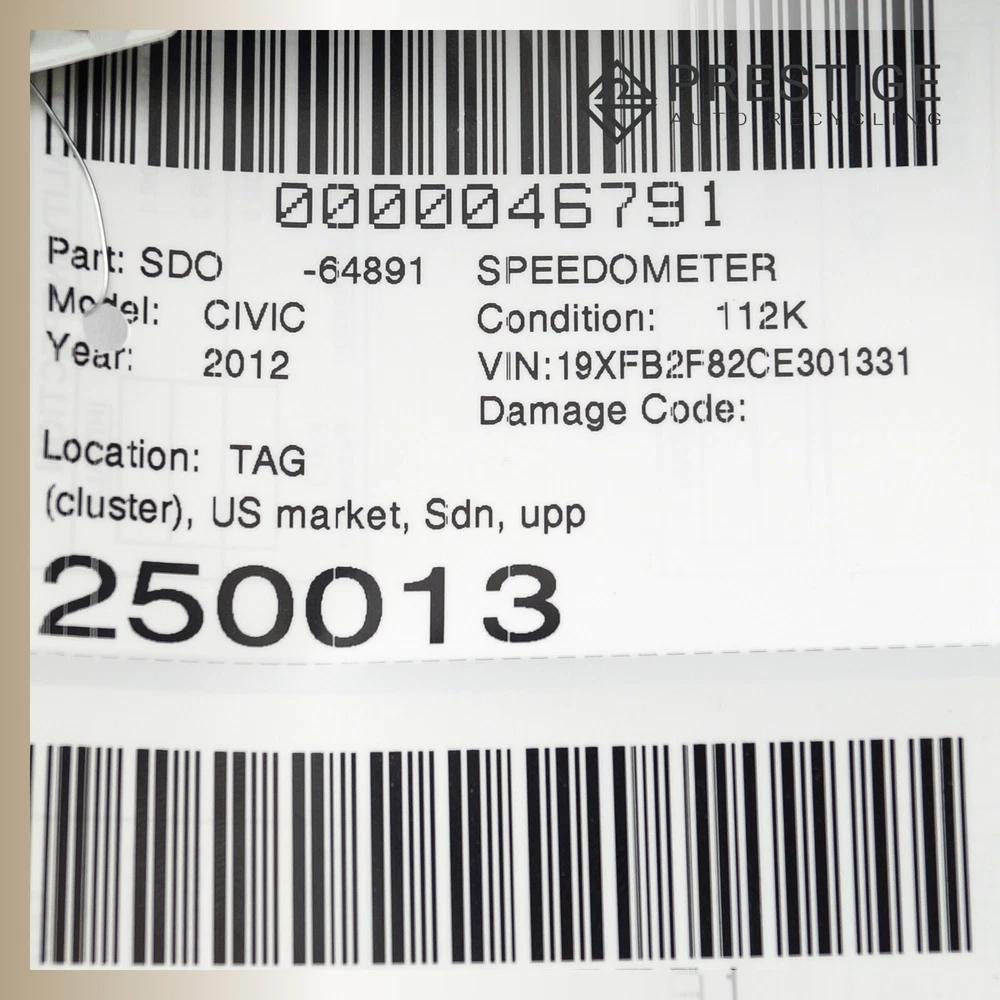 PRESTIGE
AUTO RECYCLING
0000046791
Part: SDO -64891 SPEEDOMETER
Model: CIVIC Condition: 112K
Year: 2012 VIN:19XFB2F82CE301331
Damage Code:
Location: TAG
(cluster), US market, Sdn, upp
250013